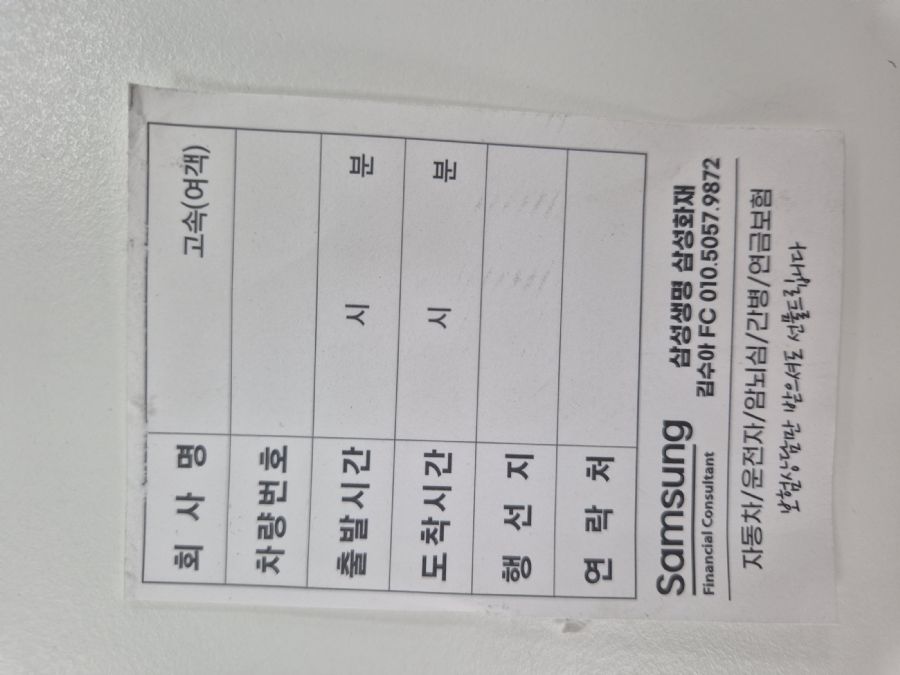 회 사 명 고속(여객)
차량번호
출발시간 시 분
도착시간 시 분
행 선 지
연 락 처
Samsung 삼성생명 삼성화재
Financial Consultant 김수아 FC 010.5057.9872
자동차/운전자/암뇌심/간병/연금보험
보험상담만 받으셔도 선물드립니다